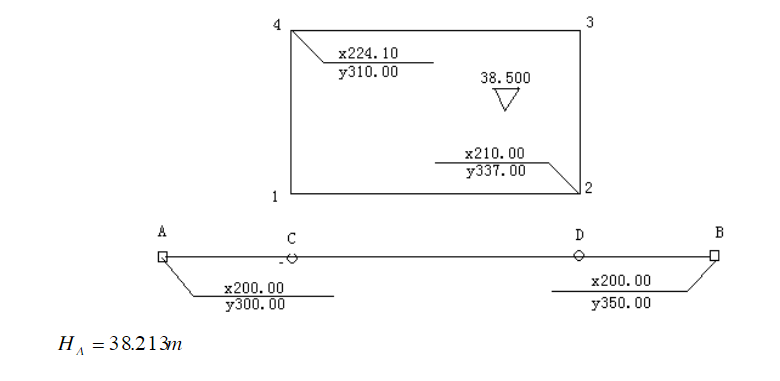 4
3
x224.10
y310.00
38.500
x210.00
y337.00
1
2
A
C
D
B
x200.00
y300.00
x200.00
y350.00
H_A = 38.213m